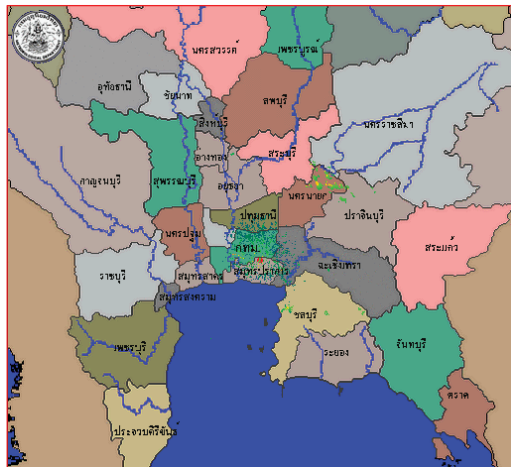 นครสวรรค์
เพชรบูรณ์
อุทัยธานี
ชัยนาท
ลพบุรี
สิงหบุรี
นครราชสีมา
อ่างทอง
สระบุรี
กาญจนบุรี
สุพรรณบุรี
อยุธยา
นครนายก
ปราจีนบุรี
ปทุมธานี
นครปฐม
สระแก้ว
กทม.
ฉะเชิงเทรา
ราชบุรี
สมุทรสาคร
สมุทรปราการ
สมุทรสงคราม
ชลบุรี
เพชรบุรี
ระยอง
จันทบุรี
ตราด
ประจวบคีรีขันธ์